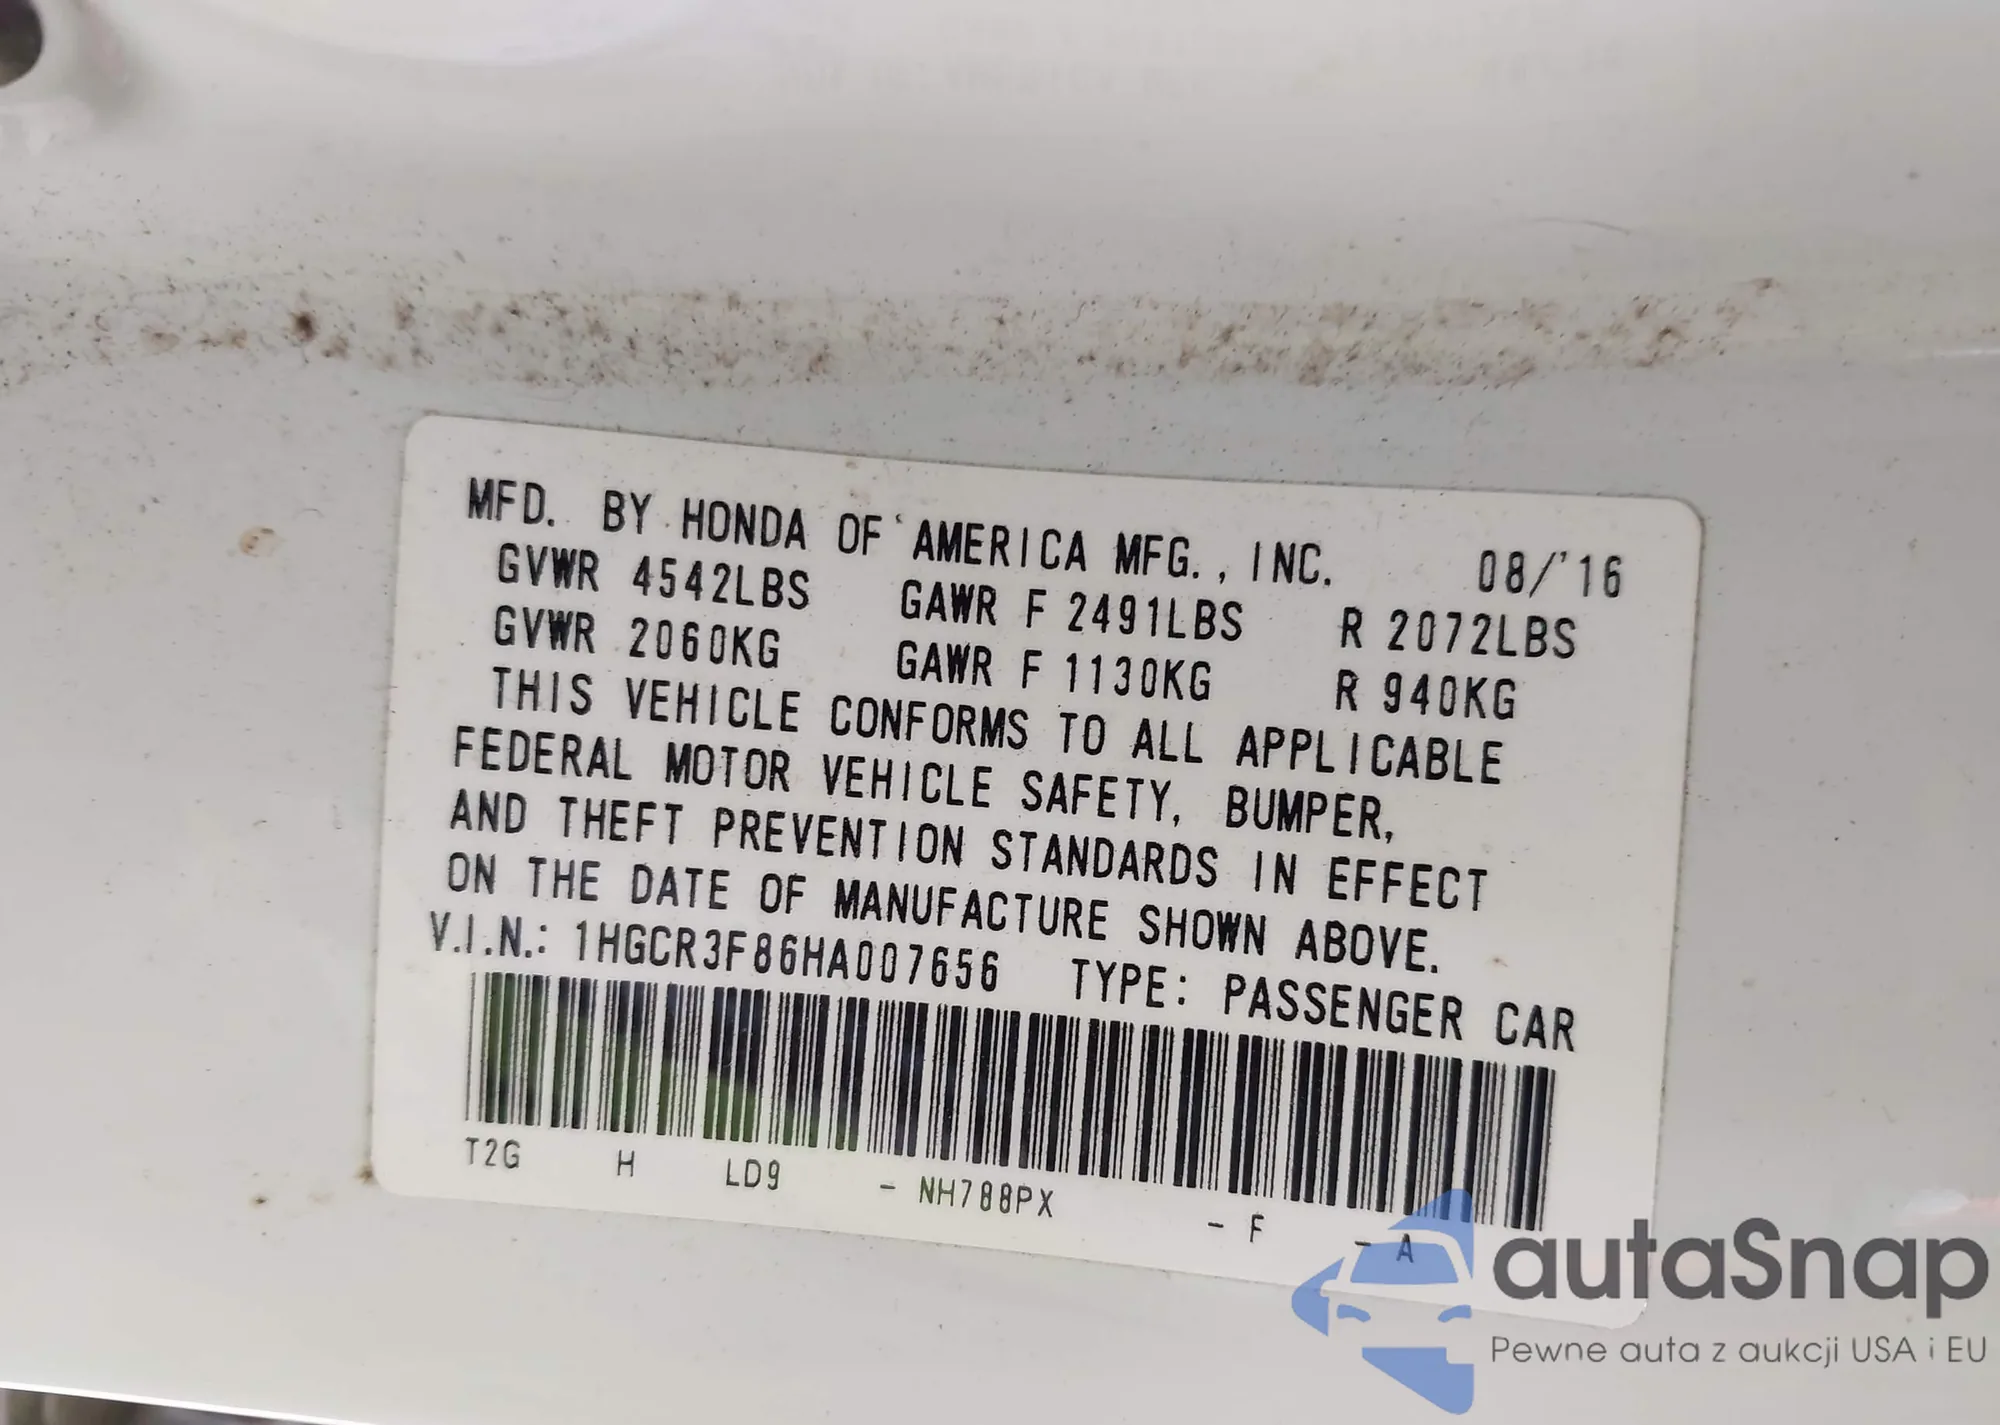 MFD. BY HONDA OF AMERICA MFG., INC. 08/'16
GVWR 4542LBS GAWR F 2491LBS R 2072LBS
GVWR 2060KG GAWR F 1130KG R 940KG
THIS VEHICLE CONFORMS TO ALL APPLICABLE
FEDERAL MOTOR VEHICLE SAFETY, BUMPER,
AND THEFT PREVENTION STANDARDS IN EFFECT
ON THE DATE OF MANUFACTURE SHOWN ABOVE.
V.I.N.: 1HGCR3F86HA007656 TYPE: PASSENGER CAR
T2G H LD9 - NH788PX - F - A
autaSnap
Pewne auta z aukcji USA i EU